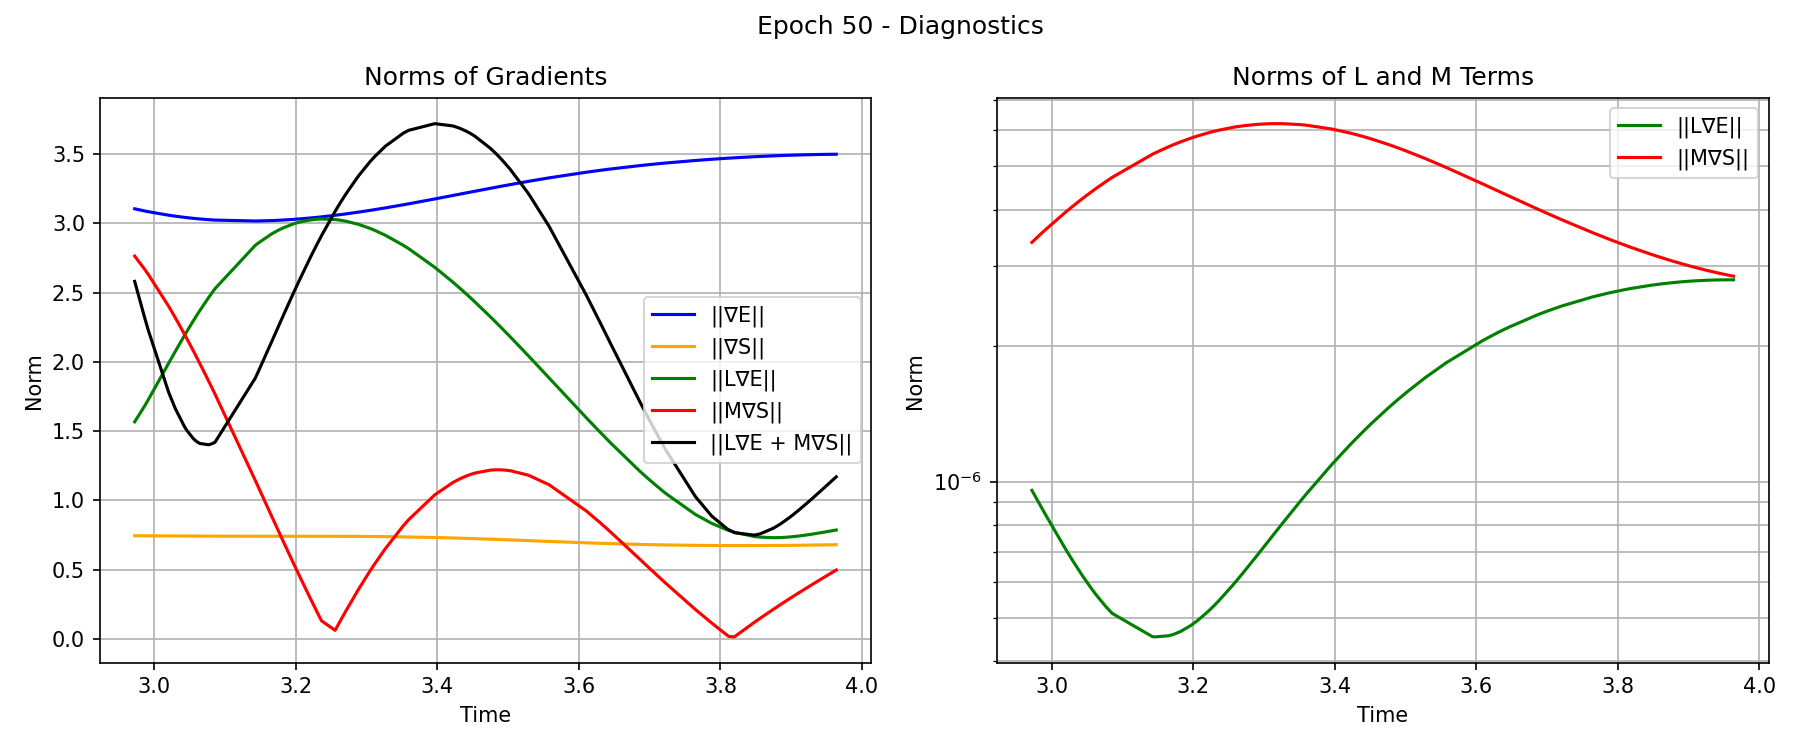 Epoch 50 - Diagnostics
Norms of Gradients
Norm
3.5
3.0
2.5
2.0
1.5
1.0
0.5
0.0
||∇E||
||∇S||
||L∇E||
||M∇S||
||L∇E + M∇S||
3.0 3.2 3.4 3.6 3.8 4.0
Time
Norms of L and M Terms
Norm
10⁻⁶
||L∇E||
||M∇S||
3.0 3.2 3.4 3.6 3.8 4.0
Time